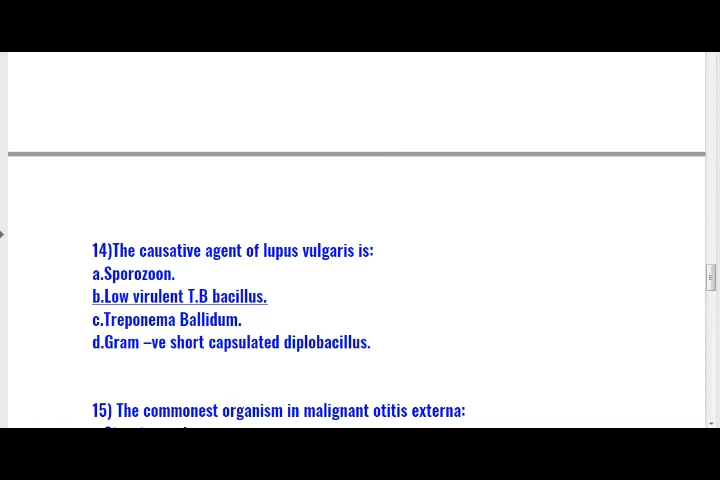 14)The causative agent of lupus vulgaris is:
a.Sporozoon.
b.Low virulent T.B bacillus.
c.Treponema Ballidum.
d.Gram –ve short capsulated diplobacillus.
15) The commonest organism in malignant otitis externa: